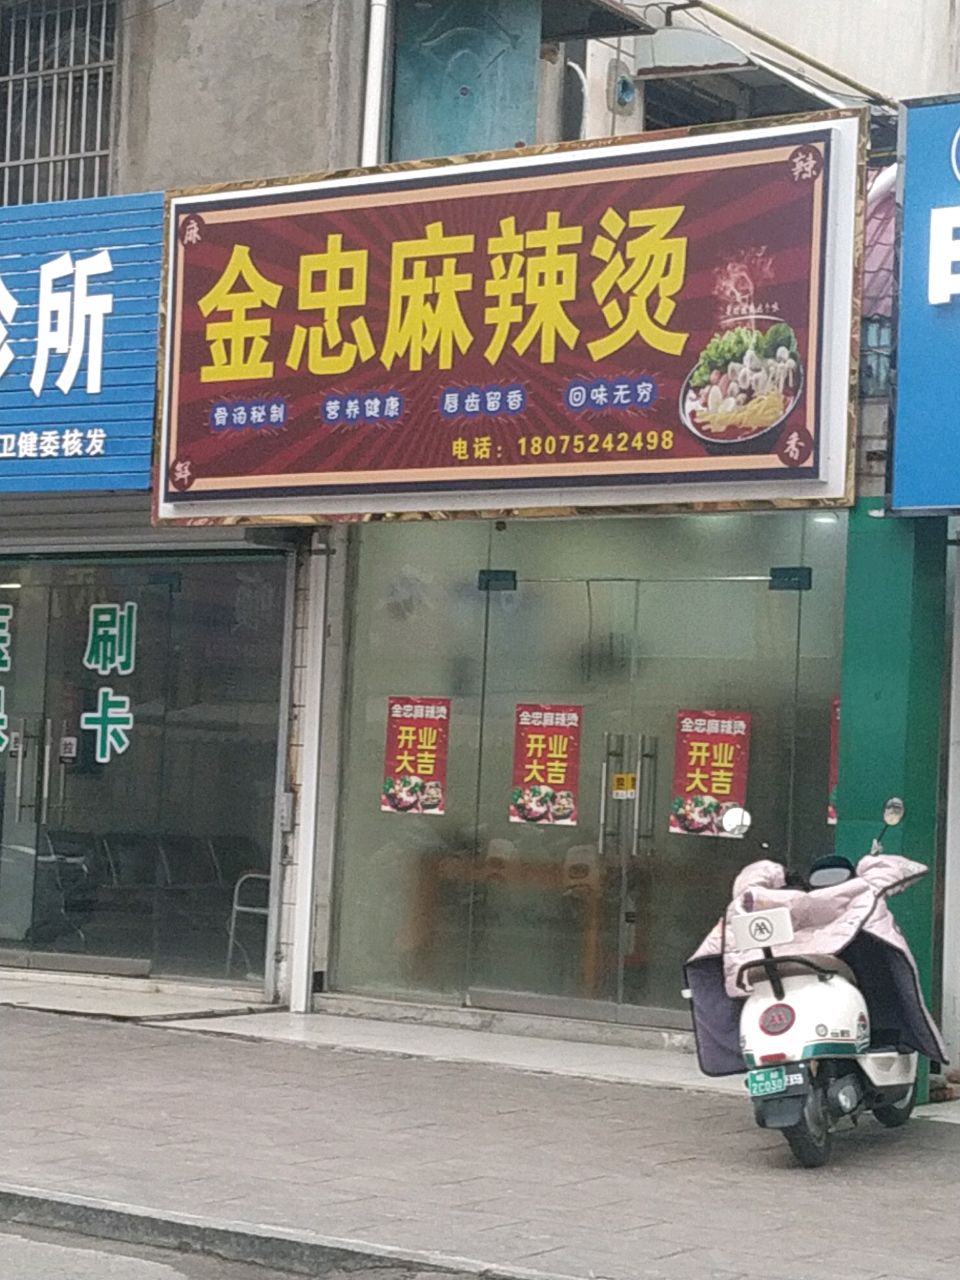 麻
辣
金忠麻辣烫
骨汤秘制 营养健康 唇齿留香 回味无穷
电话：18075242498
鲜
香
诊所
卫健委核发
刷
卡
金忠麻辣烫
开业
大吉
金忠麻辣烫
开业
大吉
金忠麻辣烫
开业
大吉